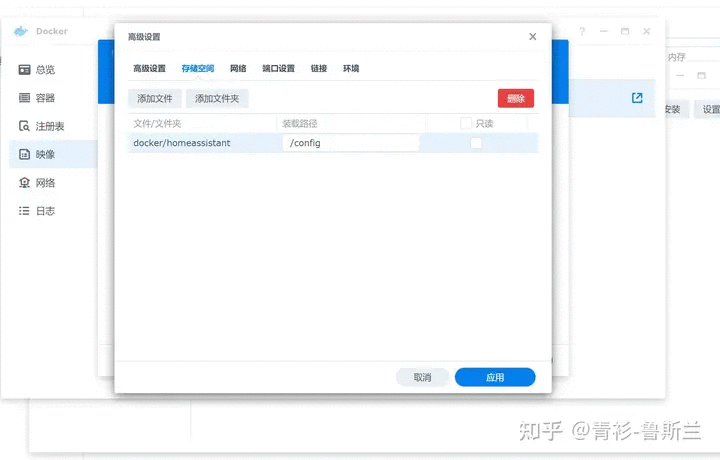 Docker
高级设置
总览
容器
注册表
映像
网络
日志
高级设置 存储空间 网络 端口设置 链接 环境
添加文件 添加文件夹 删除
文件/文件夹 装载路径 只读
docker/homeassistant /config
取消 应用
内存
安装 设置
知乎 @青衫-鲁斯兰